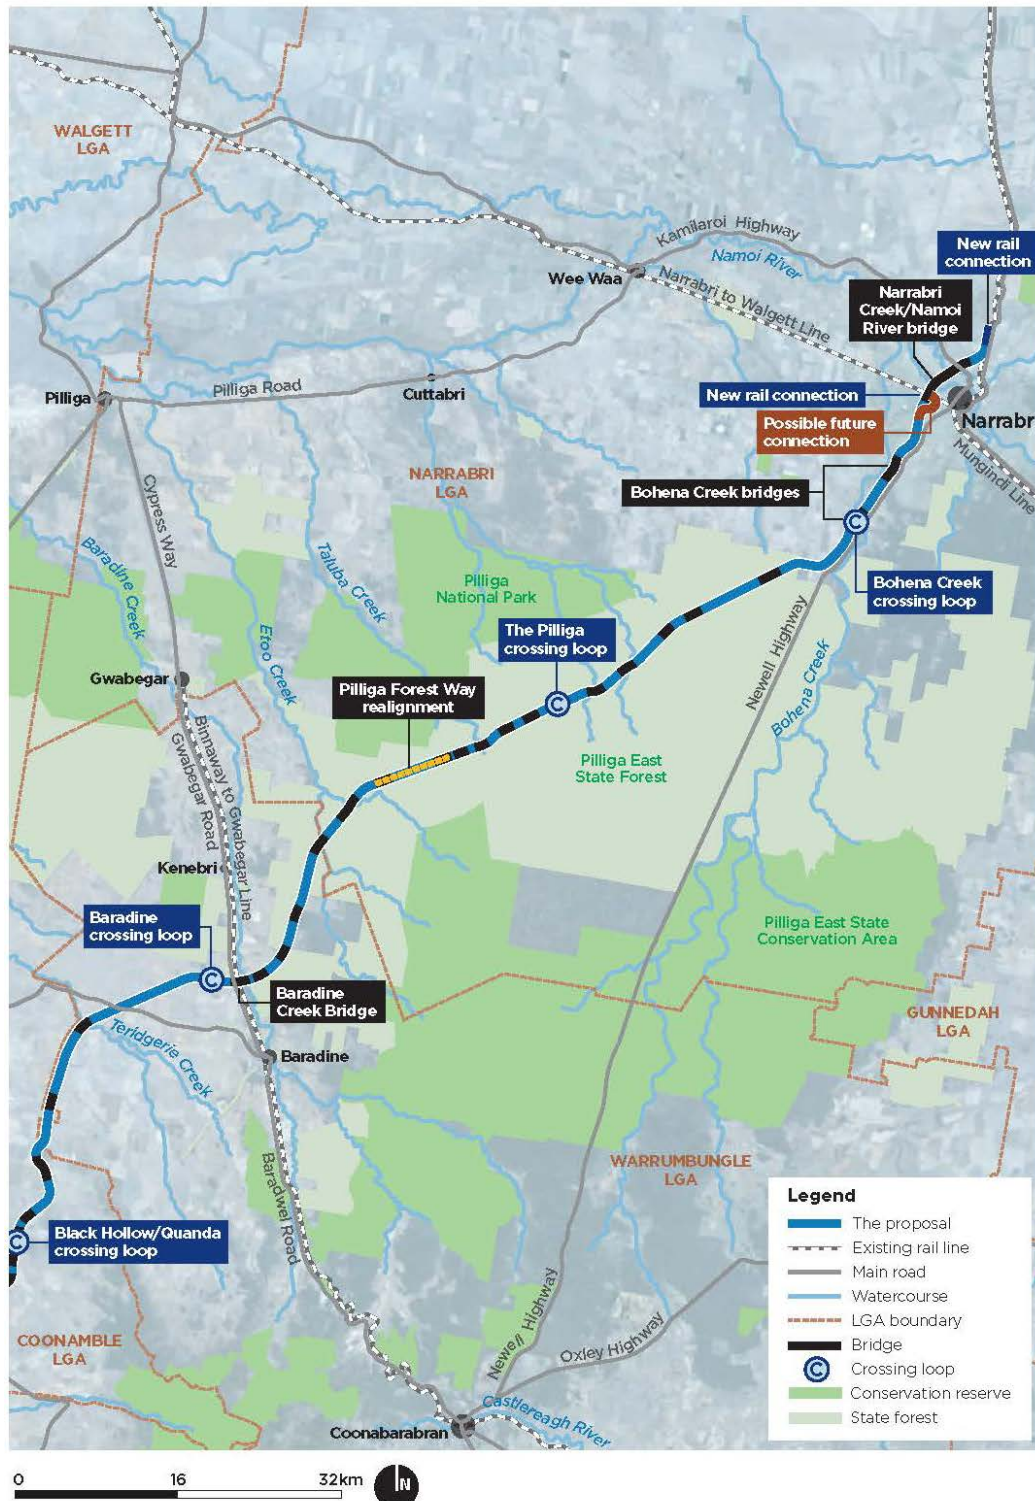 WALGETT
LGA
Kamilaroi Highway
Namoi River
New rail
connection
Wee Waa
Narrabri to Walgett Line
Narrabri
Creek/Namoi
River bridge
Pilliga
Pilliga Road
Cuttabri
New rail connection
Narrabr
Possible future
connection
Mungindi Line
NARRABRI
LGA
Bohena Creek bridges
Cypress Way
Baradine Creek
Taluba Creek
Etoo Creek
Pilliga
National Park
Bohena Creek
crossing loop
The Pilliga
crossing loop
Newell Highway
Bohena Creek
Gwabegar
Pilliga Forest Way
realignment
Binnaway to Gwabegar Line
Gwabegar Road
Pilliga East
State Forest
Kenebri
Baradine
crossing loop
Pilliga East State
Conservation Area
Baradine
Creek Bridge
GUNNEDAH
LGA
Teridgerie Creek
Baradine
WARRUMBUNGLE
LGA
Baradwel Road
Black Hollow/Quanda
crossing loop
COONAMBLE
LGA
Newell Highway
Oxley Highway
Castlereagh River
Coonabarabran
Legend
The proposal
Existing rail line
Main road
Watercourse
LGA boundary
Bridge
C Crossing loop
Conservation reserve
State forest
C
C
C
C
0 16 32km
N